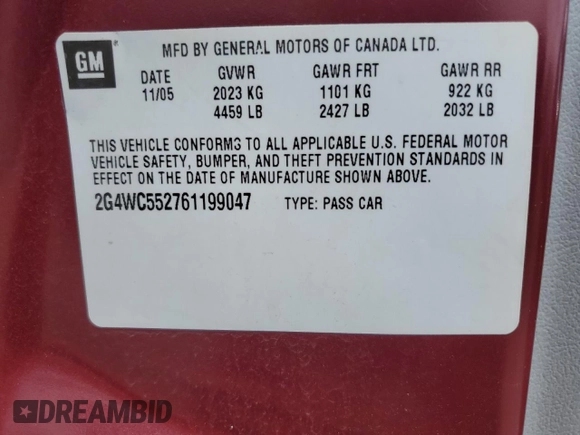 GM
MFD BY GENERAL MOTORS OF CANADA LTD.
DATE GVWR GAWR FRT GAWR RR
11/05 2023 KG 1101 KG 922 KG
4459 LB 2427 LB 2032 LB
THIS VEHICLE CONFORMS TO ALL APPLICABLE U.S. FEDERAL MOTOR
VEHICLE SAFETY, BUMPER, AND THEFT PREVENTION STANDARDS IN
EFFECT ON THE DATE OF MANUFACTURE SHOWN ABOVE.
2G4WC552761199047 TYPE: PASS CAR
DREAMBID